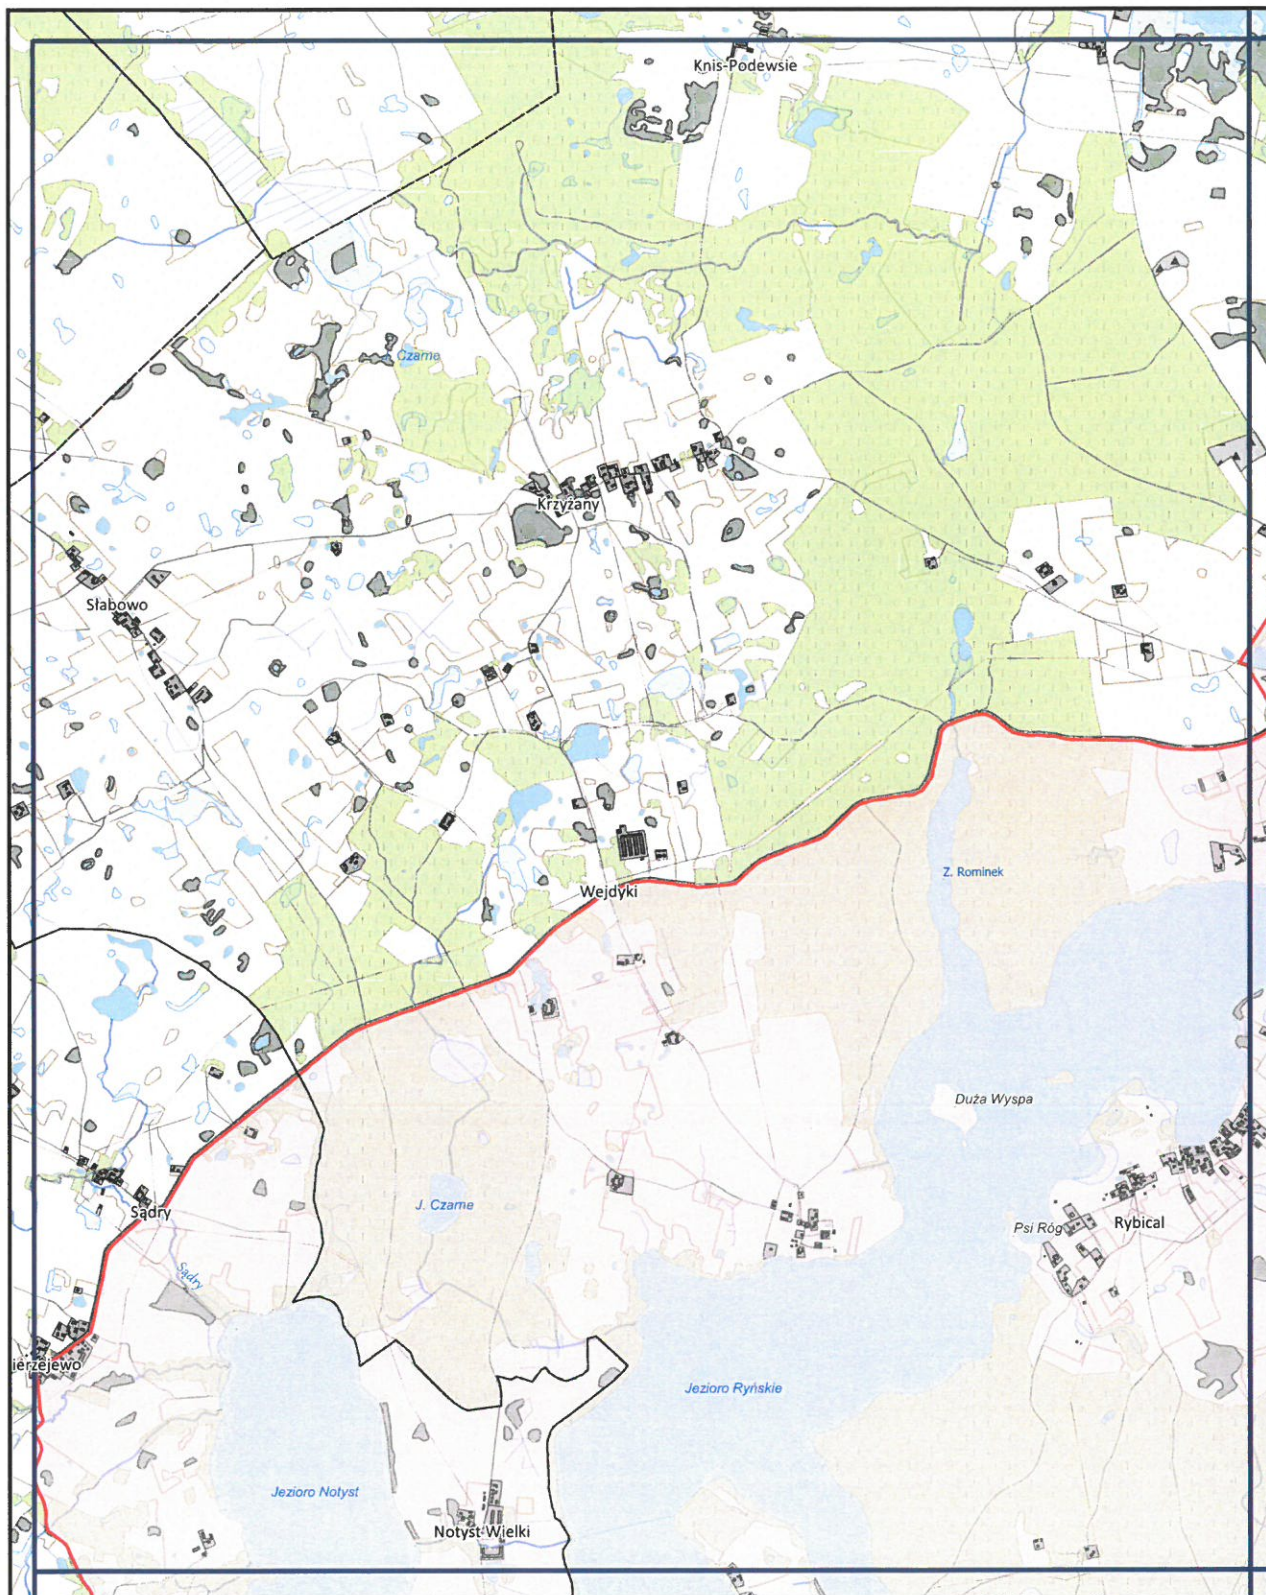 Knis-Podewsie
J. Czarne
Krzyżany
Słabowo
Wejdyki
Z. Rominek
Duża Wyspa
J. Czarne
Psi Róg
Rybical
Sądry
Sądry
ierzejewo
Jezioro Ryńskie
Jezioro Notyst
Notyst Wielki